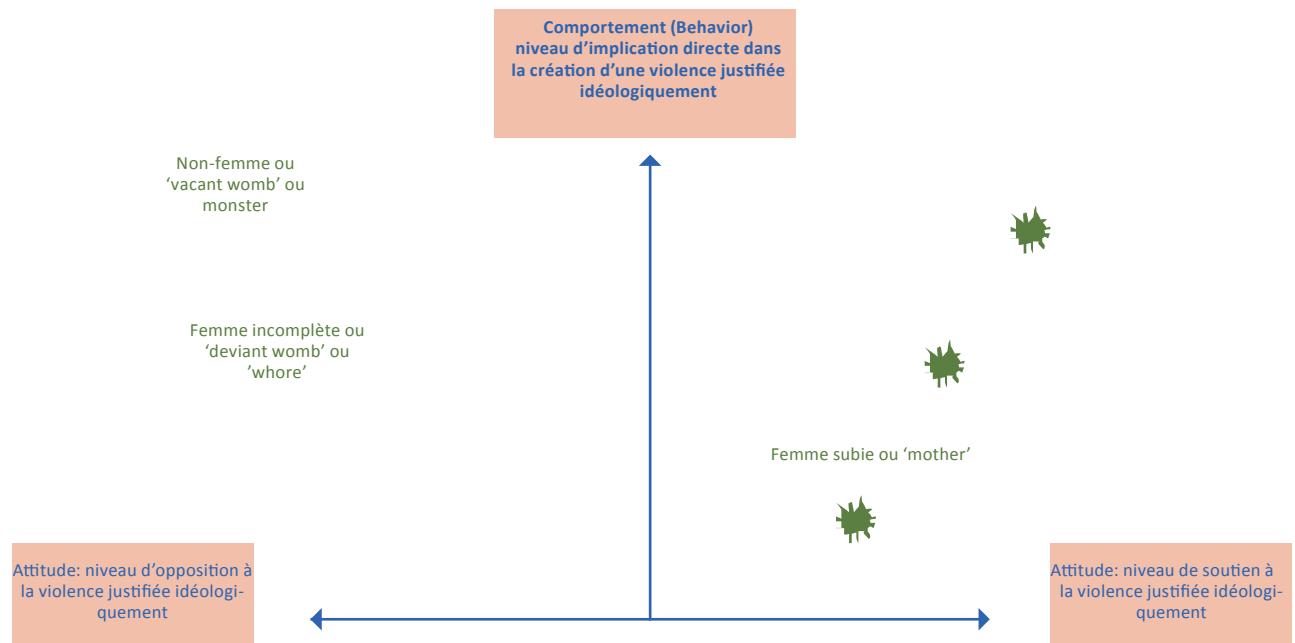 Comportement (Behavior)
niveau d'implication directe dans
la création d'une violence justifiée
idéologiquement
Non-femme ou
‘vacant womb’ ou
monster
Femme incomplète ou
‘deviant womb’ ou
’whore’
Femme subie ou ‘mother’
Attitude: niveau d’opposition à
la violence justifiée idéologi-
quement
Attitude: niveau de soutien à
la violence justifiée idéologi-
quement